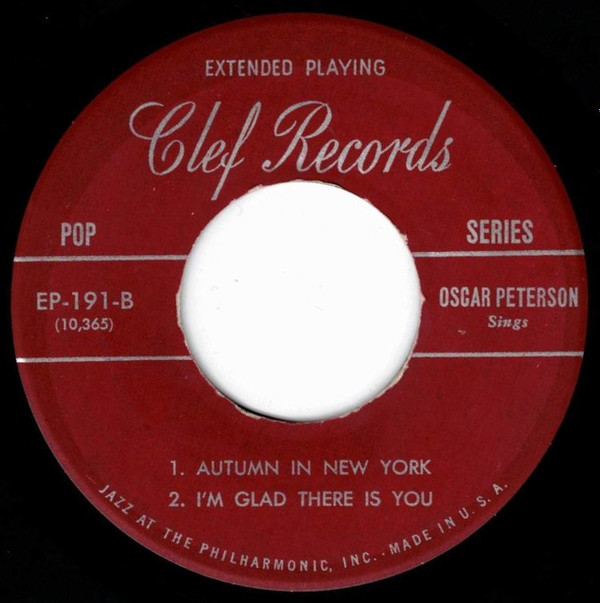 EXTENDED PLAYING
Clef Records
POP SERIES
EP-191-B
(10,365)
OSCAR PETERSON
Sings
1. AUTUMN IN NEW YORK
2. I'M GLAD THERE IS YOU
JAZZ AT THE PHILHARMONIC, INC.·MADE IN U. S. A.